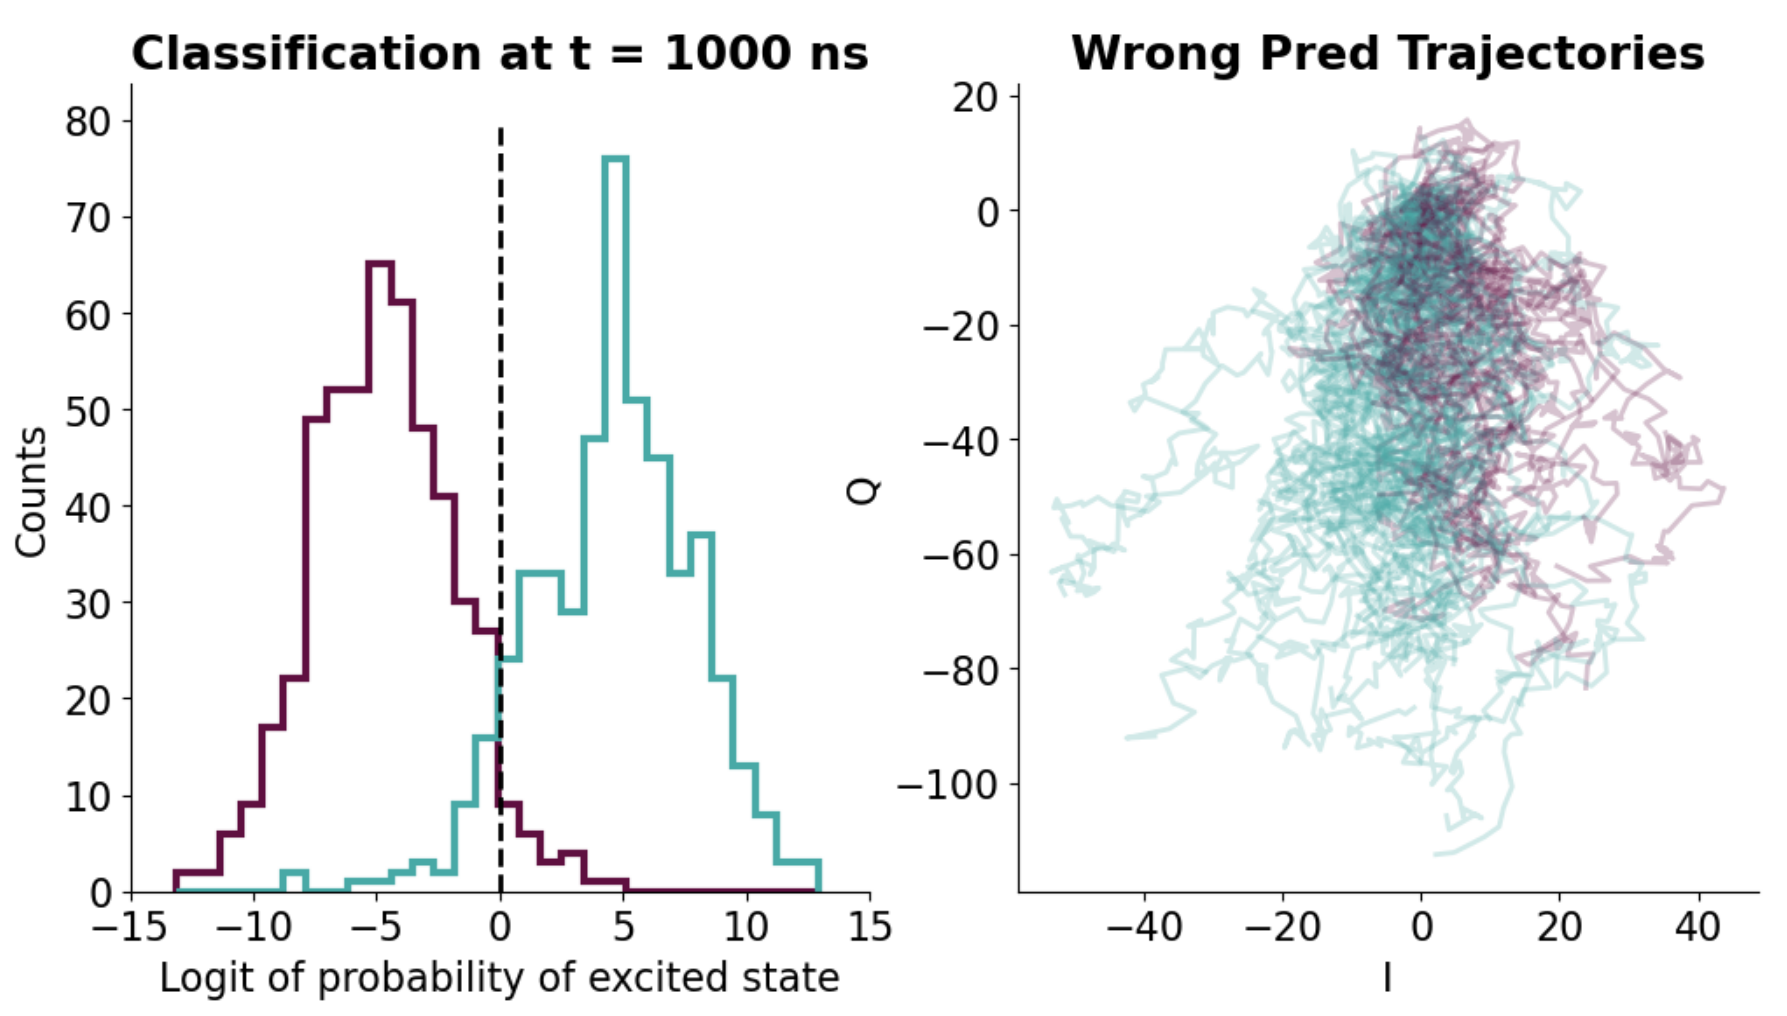 Classification at t = 1000 ns
Counts
80
70
60
50
40
30
20
10
0
−15 −10 −5 0 5 10 15
Logit of probability of excited state
Wrong Pred Trajectories
Q
20
0
−20
−40
−60
−80
−100
−40 −20 0 20 40
I